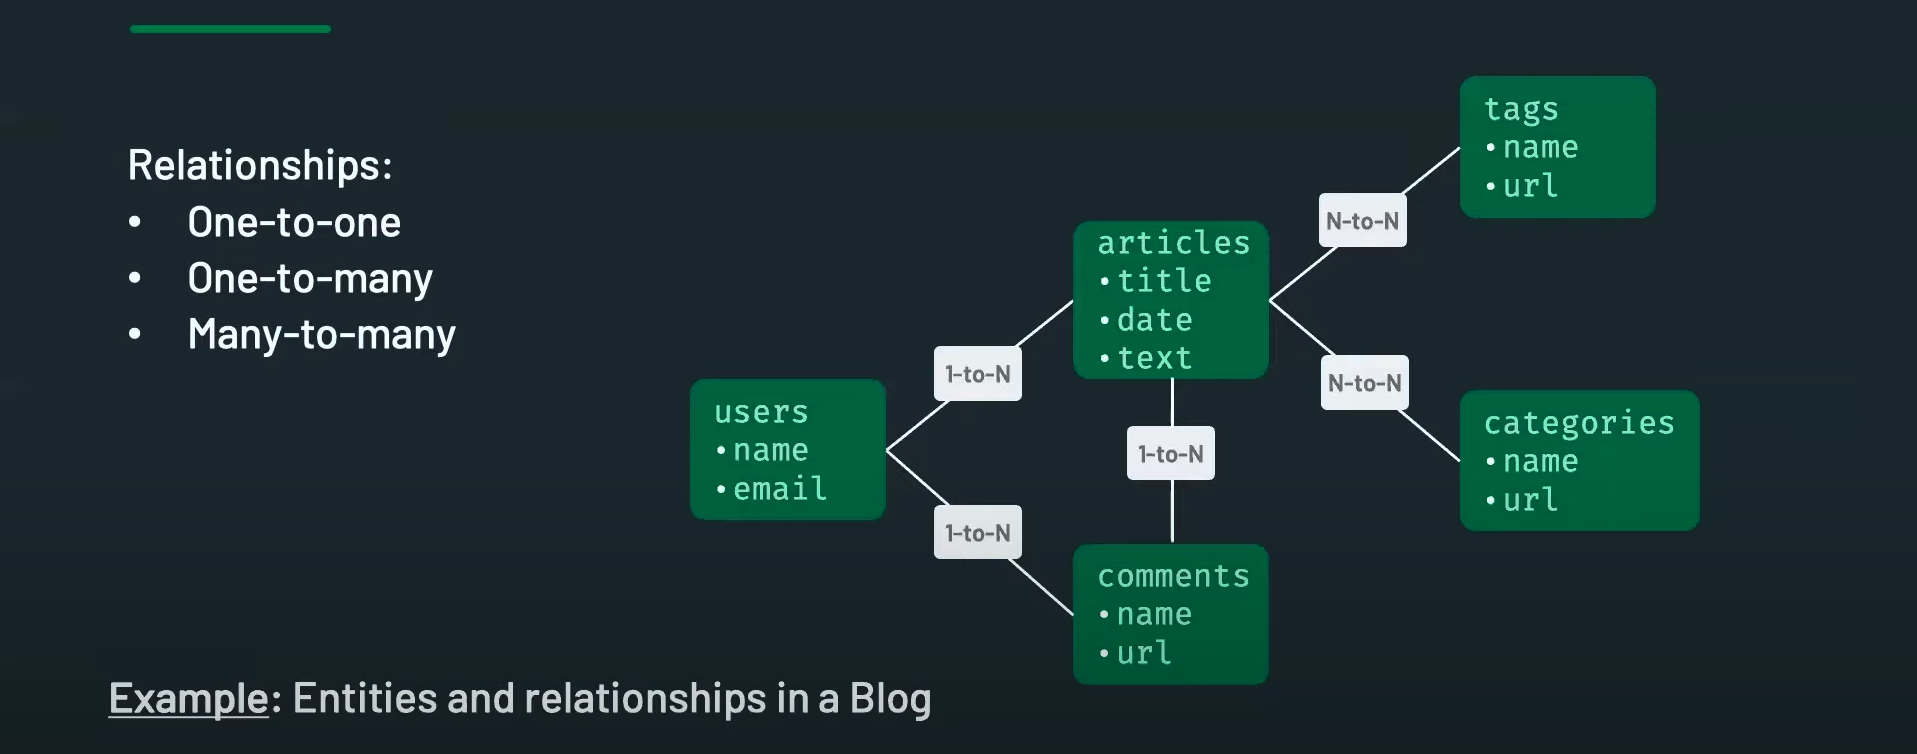 Relationships:
• One-to-one
• One-to-many
• Many-to-many
users
• name
• email
1-to-N
1-to-N
articles
• title
• date
• text
1-to-N
comments
• name
• url
N-to-N
N-to-N
tags
• name
• url
categories
• name
• url
Example: Entities and relationships in a Blog